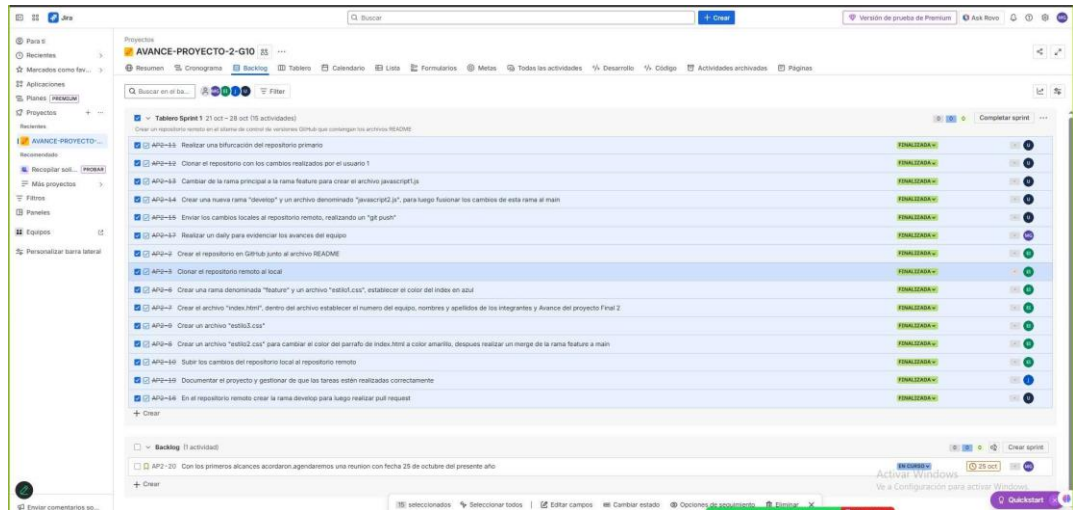 Jira
Buscar
+ Crear
Versión de prueba de Premium
Ask Rovo
Para ti
Recientes
Marcados como fav...
Aplicaciones
Planes PREMIUM
Proyectos
Recientes
AVANCE-PROYECTO-...
Recomendado
Recopilar soli... PROBAR
Más proyectos
Filtros
Paneles
Equipos
Personalizar barra lateral
Enviar comentarios so...
Proyectos
AVANCE-PROYECTO-2-G10
Resumen Cronograma Backlog Tablero Calendario Lista Formularios Metas Todas las actividades Desarrollo Código Actividades archivadas Páginas
Buscar en el ba... Filter
Tablero Sprint 1 21 oct – 28 oct (15 actividades) 0 0 0 Completar sprint
Crear un repositorio remoto en el sistema de control de versiones GitHub que contengan los archivos README
AP2-11 Realizar una bifurcación del repositorio primario FINALIZADA
AP2-12 Clonar el repositorio con los cambios realizados por el usuario 1 FINALIZADA
AP2-13 Cambiar de la rama principal a la rama feature para crear el archivo javascript1.js FINALIZADA
AP2-14 Crear una nueva rama "develop" y un archivo denominado "javascript2.js", para luego fusionar los cambios de esta rama al main FINALIZADA
AP2-15 Enviar los cambios locales al repositorio remoto, realizando un "git push" FINALIZADA
AP2-17 Realizar un daily para evidenciar los avances del equipo FINALIZADA
AP2-2 Crear el repositorio en GitHub junto al archivo README FINALIZADA
AP2-3 Clonar el repositorio remoto al local FINALIZADA
Crear una rama denominada "feature" y un archivo "estilo1.css", establecer el color del index en azul FINALIZADA
AP2-7 Crear el archivo "index.html", dentro del archivo establecer el numero del equipo, nombres y apellidos de los integrantes y Avance del proyecto Final 2 FINALIZADA
Crear un archivo "estilo3.css" FINALIZADA
Crear un archivo "estilo2.css" para cambiar el color del parrafo de index.html a color amarillo, despues realizar un merge de la rama feature a main FINALIZADA
AP2-10 Subir los cambios del repositorio local al repositorio remoto FINALIZADA
Documentar el proyecto y gestionar de que las tareas estén realizadas correctamente FINALIZADA
AP2-16 En el repositorio remoto crear la rama develop para luego realizar pull request FINALIZADA
+ Crear
Backlog (1 actividad) 0 0 0 Crear sprint
AP2-20 Con los primeros alcances acordaron,agendaremos una reunion con fecha 25 de octubre del presente año EN CURSO 25 oct MG
+ Crear
Activar Windows
Ve a Configuración para activar Windows.
15 seleccionados Seleccionar todos Editar campos Cambiar estado Opciones de seguimiento Eliminar
Quickstart